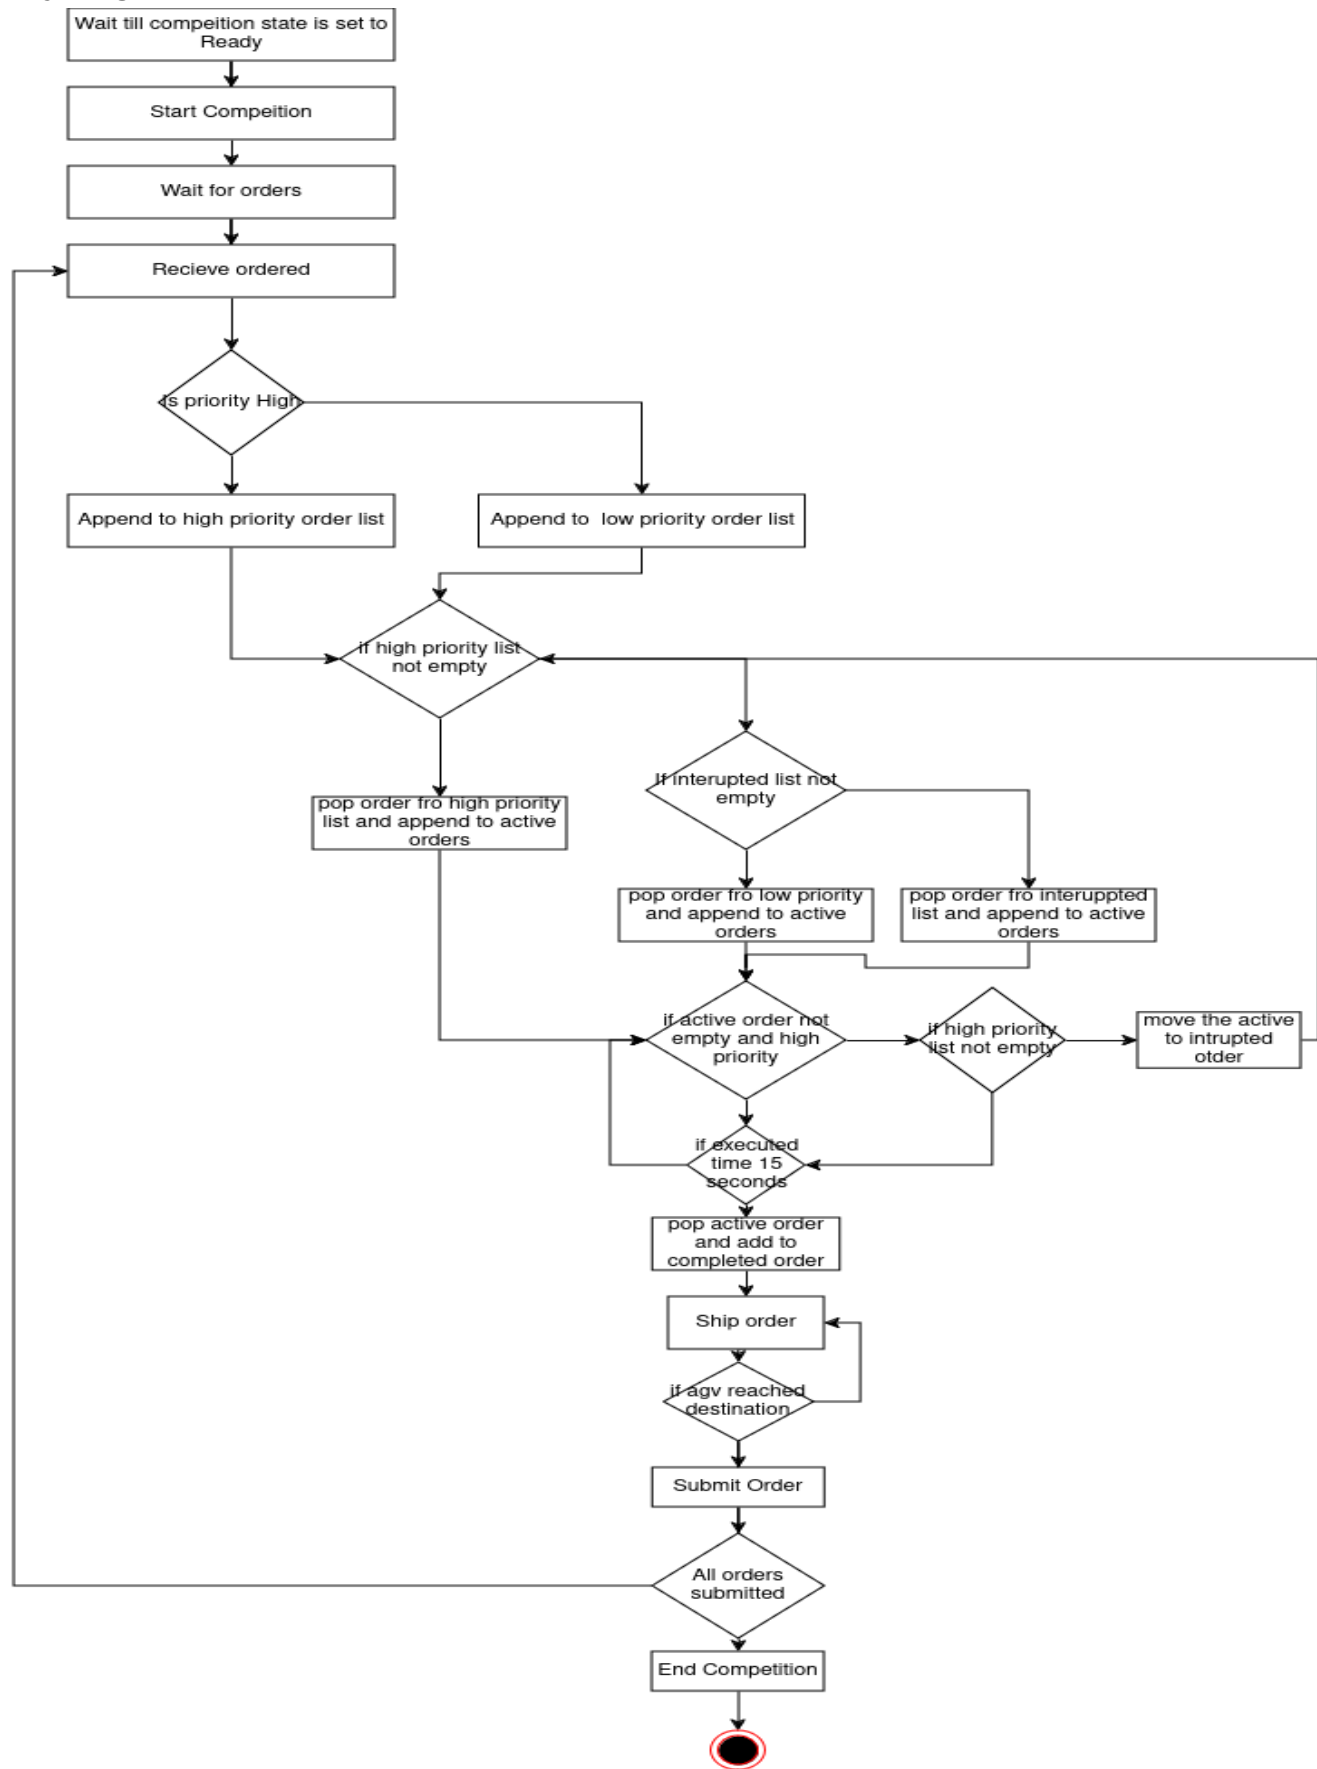 Wait till compeition state is set to
Ready
Start Compeition
Wait for orders
Recieve ordered
Is priority High
Append to high priority order list
Append to  low priority order list
if high priority list
not empty
If interupted list not
empty
pop order fro high priority
list and append to active
orders
pop order fro low priority
and append to active
orders
pop order fro interuppted
list and append to active
orders
if active order not
empty and high
priority
if high priority
list not empty
move the active
to intrupted
otder
if executed
time 15
seconds
pop active order
and add to
completed order
Ship order
if agv reached
destination
Submit Order
All orders
submitted
End Competition